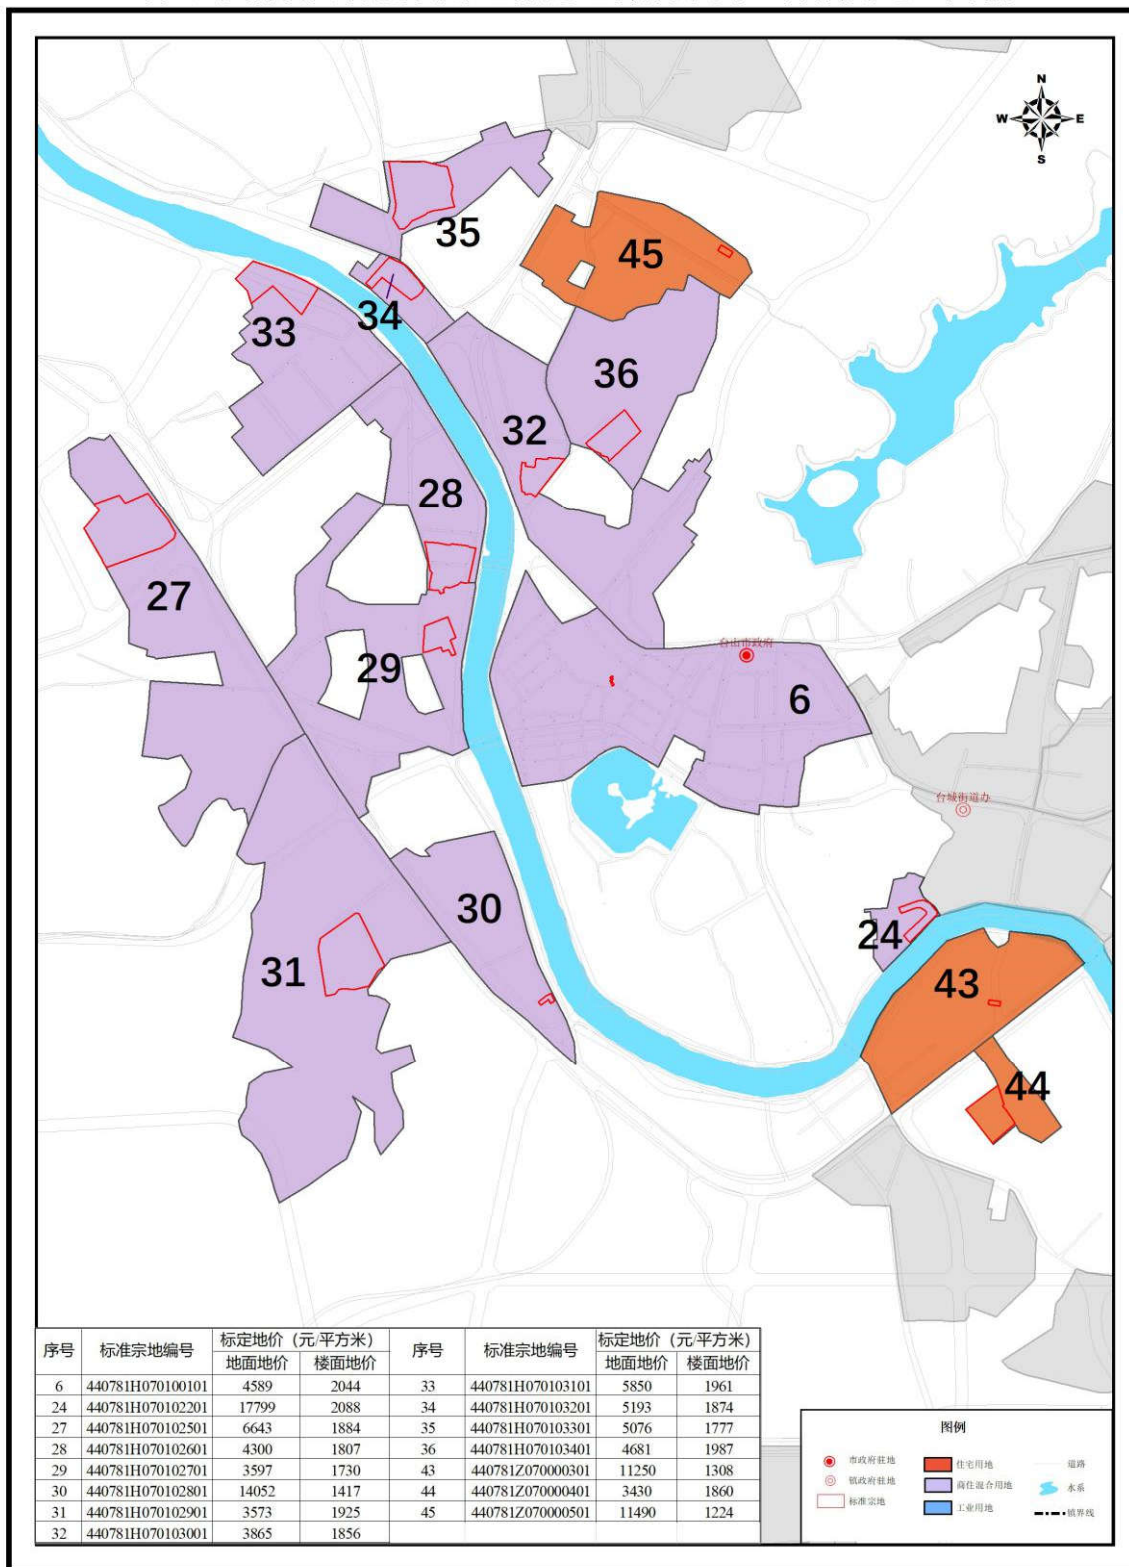 N
W E
S
35
45
33
34
36
32
28
27
29
台山市政府
6
台城街道办
30
24
31
43
44
序号 标准宗地编号 标定地价（元/平方米） 序号 标准宗地编号 标定地价（元/平方米）
地面地价 楼面地价 地面地价 楼面地价
6 440781H070100101 4589 2044 33 440781H070103101 5850 1961
24 440781H070102201 17799 2088 34 440781H070103201 5193 1874
27 440781H070102501 6643 1884 35 440781H070103301 5076 1777
28 440781H070102601 4300 1807 36 440781H070103401 4681 1987
29 440781H070102701 3597 1730 43 440781Z070000301 11250 1308
30 440781H070102801 14052 1417 44 440781Z070000401 3430 1860
31 440781H070102901 3573 1925 45 440781Z070000501 11490 1224
32 440781H070103001 3865 1856
图例
市政府驻地 住宅用地 道路
镇政府驻地 商住混合用地 水系
标准宗地 工业用地 镇界线